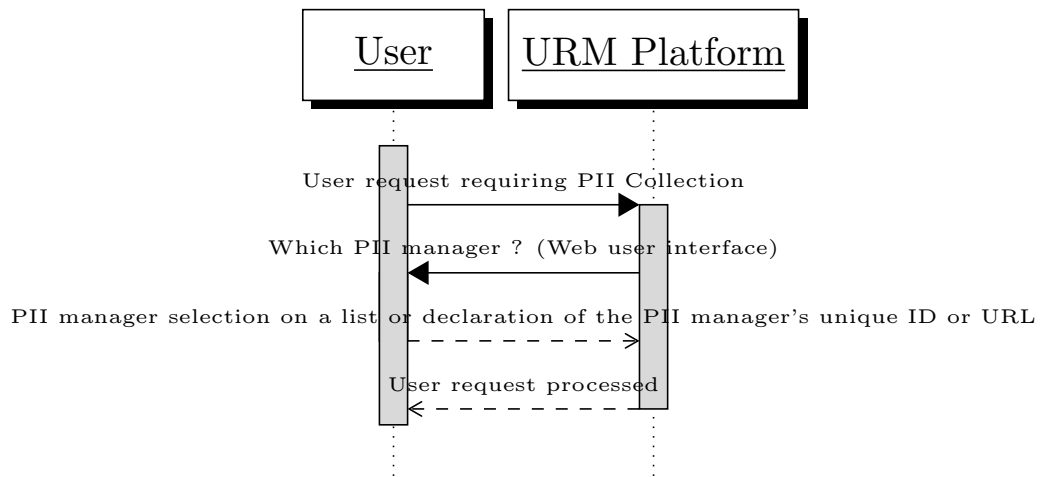 User
URM Platform
User request requiring PII Collection
Which PII manager ? (Web user interface)
PII manager selection on a list or declaration of the PII manager's unique ID or URL
User request processed